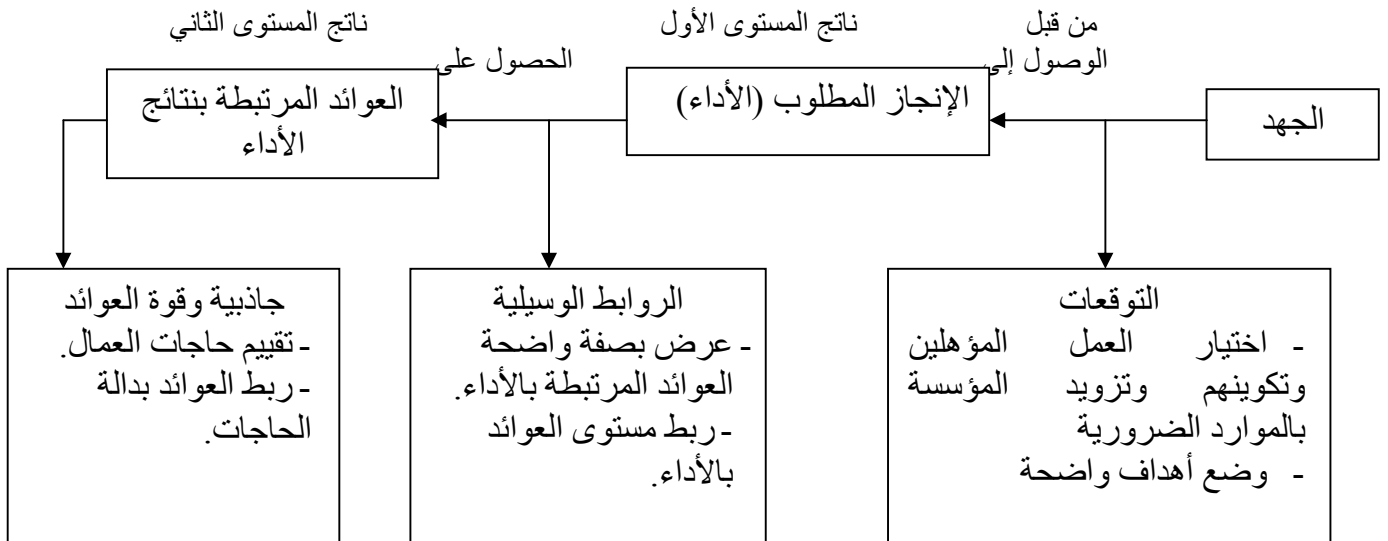 من قبل
الوصول إلى
ناتج المستوى الأول
ناتج المستوى الثاني
الحصول على
الجهد
الإنجاز المطلوب (الأداء)
العوائد المرتبطة بنتائج
الأداء
التوقعات
- اختيار العمل المؤهلين
وتكوينهم وتزويد المؤسسة
بالموارد الضرورية
- وضع أهداف واضحة
الروابط الوسيلية
- عرض بصفة واضحة
العوائد المرتبطة بالأداء.
- ربط مستوى العوائد
بالأداء.
جاذبية وقوة العوائد
- تقييم حاجات العمال.
- ربط العوائد بدالة
الحاجات.